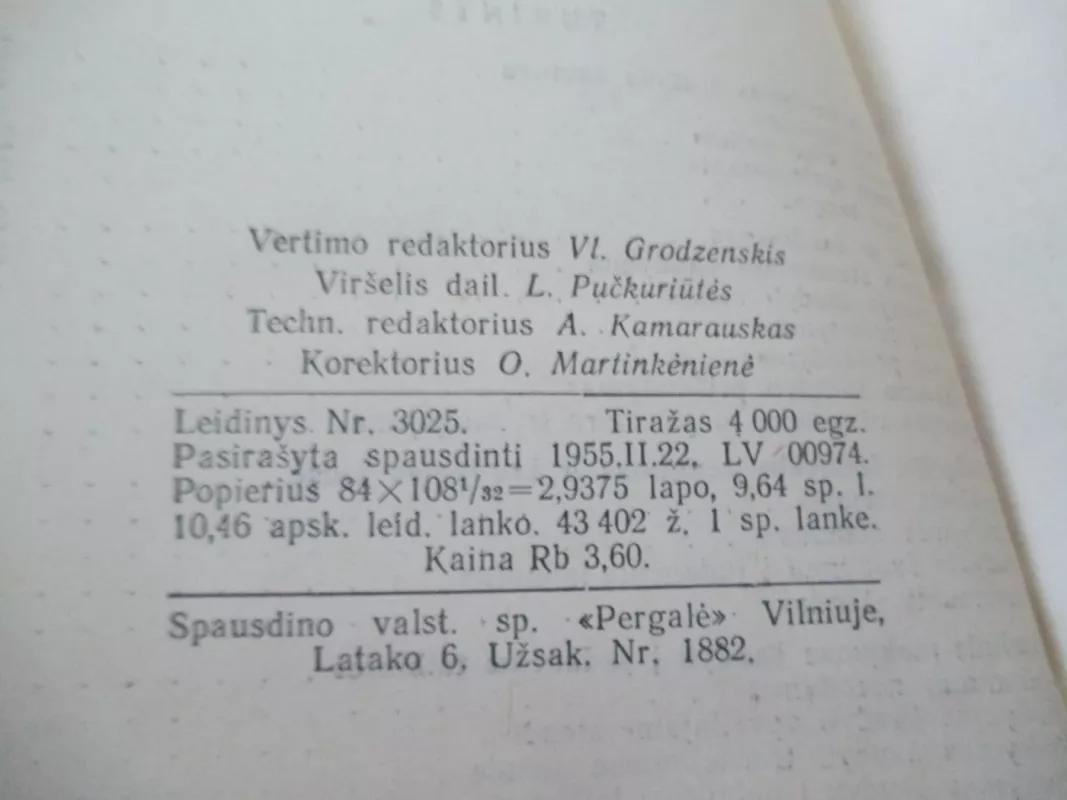 Vertimo redaktorius Vl. Grodzenskis
Viršelis dail. L. Pučkuriūtės
Techn. redaktorius A. Kamarauskas
Korektorius O. Martinkėnienė
Leidinys Nr. 3025. Tiražas 4 000 egz.
Pasirašyta spausdinti 1955.II.22. LV 00974.
Popierius 84×108¹/₃₂=2,9375 lapo, 9,64 sp. l.
10,46 apsk. leid. lanko. 43 402 ž. 1 sp. lanke.
Kaina Rb 3,60.
Spausdino valst. sp. «Pergalė» Vilniuje,
Latako 6, Užsak. Nr. 1882.